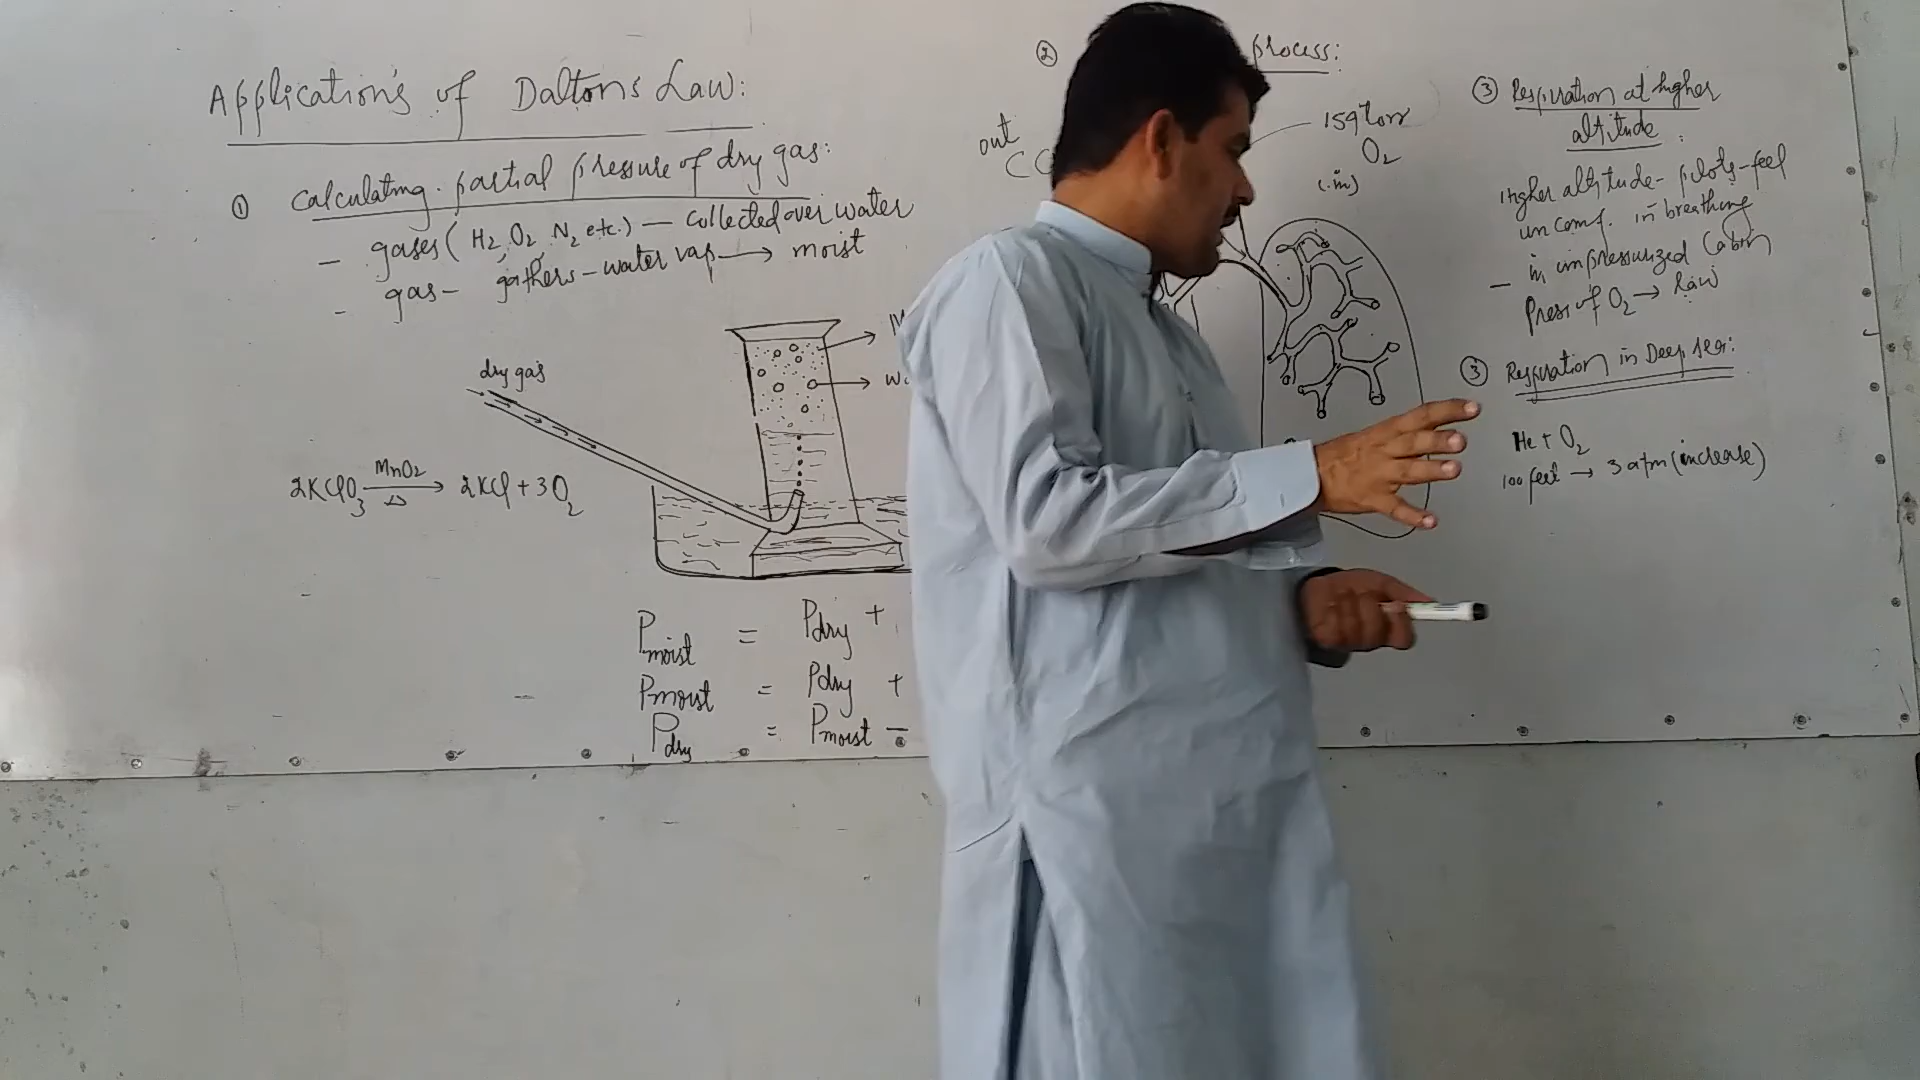 Applications of Daltons Law:
① Calculating partial pressure of dry gas:
– gases (H2, O2, N2 etc.) – collected over water
– gas – gathers – water vap → moist
dry gas
2KClO3 MnO2 Δ → 2KCl + 3O2
Pmoist = Pdry +
Pmoist = Pdry +
Pdry = Pmoist –
② process:
159 torr
O2
(in)
out
③ Respiration at higher
altitude:
Higher altitude – pilots – feel
uncomf. in breathing
– in unpressurized Cabin
Press of O2 → law
③ Respiration in Deep sea:
He + O2
100 feet → 3 atm (increase)